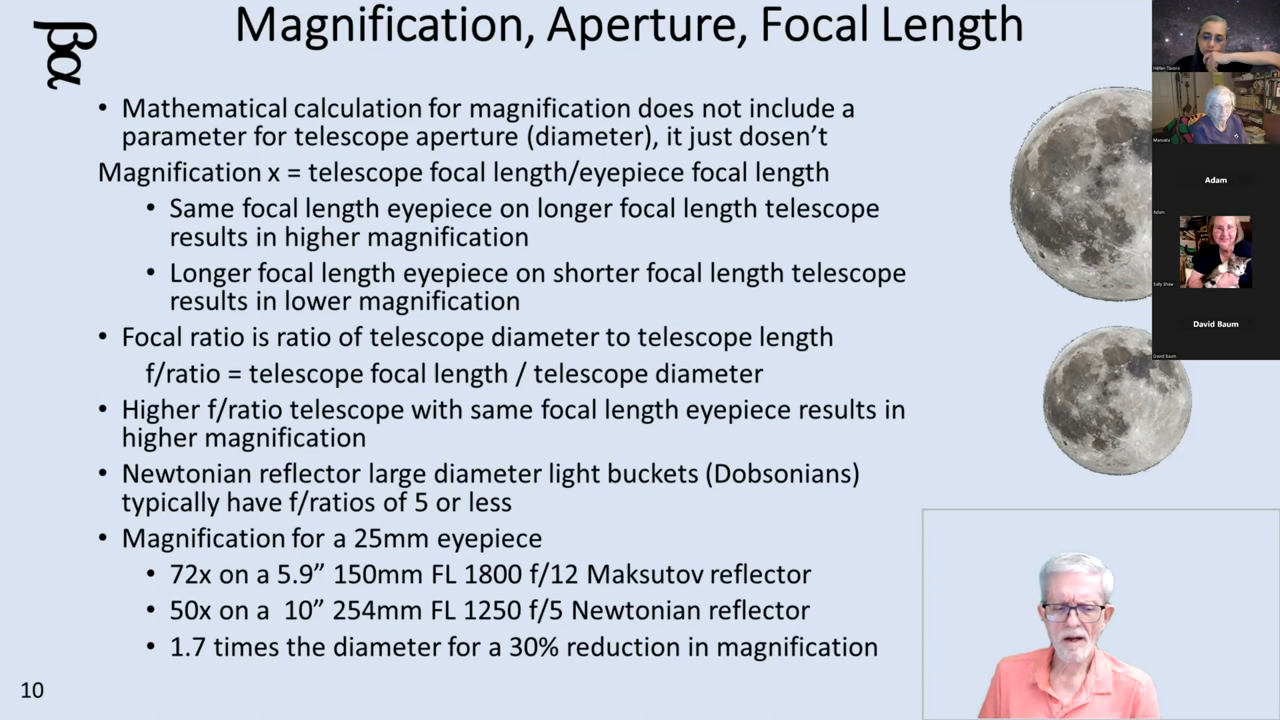 Magnification, Aperture, Focal Length
βα
• Mathematical calculation for magnification does not include a
parameter for telescope aperture (diameter), it just dosen't
Magnification x = telescope focal length/eyepiece focal length
• Same focal length eyepiece on longer focal length telescope
results in higher magnification
• Longer focal length eyepiece on shorter focal length telescope
results in lower magnification
• Focal ratio is ratio of telescope diameter to telescope length
f/ratio = telescope focal length / telescope diameter
• Higher f/ratio telescope with same focal length eyepiece results in
higher magnification
• Newtonian reflector large diameter light buckets (Dobsonians)
typically have f/ratios of 5 or less
• Magnification for a 25mm eyepiece
• 72x on a 5.9” 150mm FL 1800 f/12 Maksutov reflector
• 50x on a 10” 254mm FL 1250 f/5 Newtonian reflector
• 1.7 times the diameter for a 30% reduction in magnification
10
Adam
Adam
Sally Shaw
David Baum
David Baum